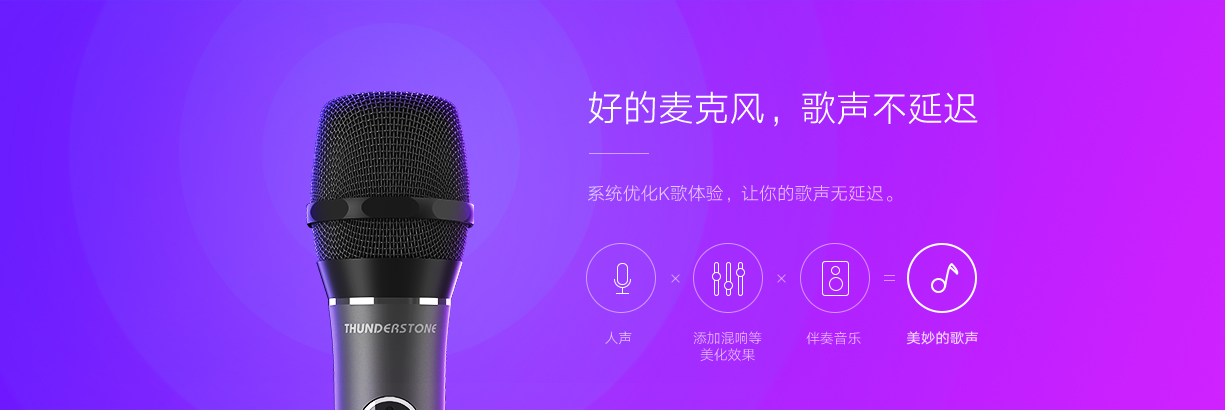 好的麦克风，歌声不延迟
系统优化K歌体验，让你的歌声无延迟。
× × =
人声 添加混响等 伴奏音乐 美妙的歌声
美化效果
THUNDERSTONE